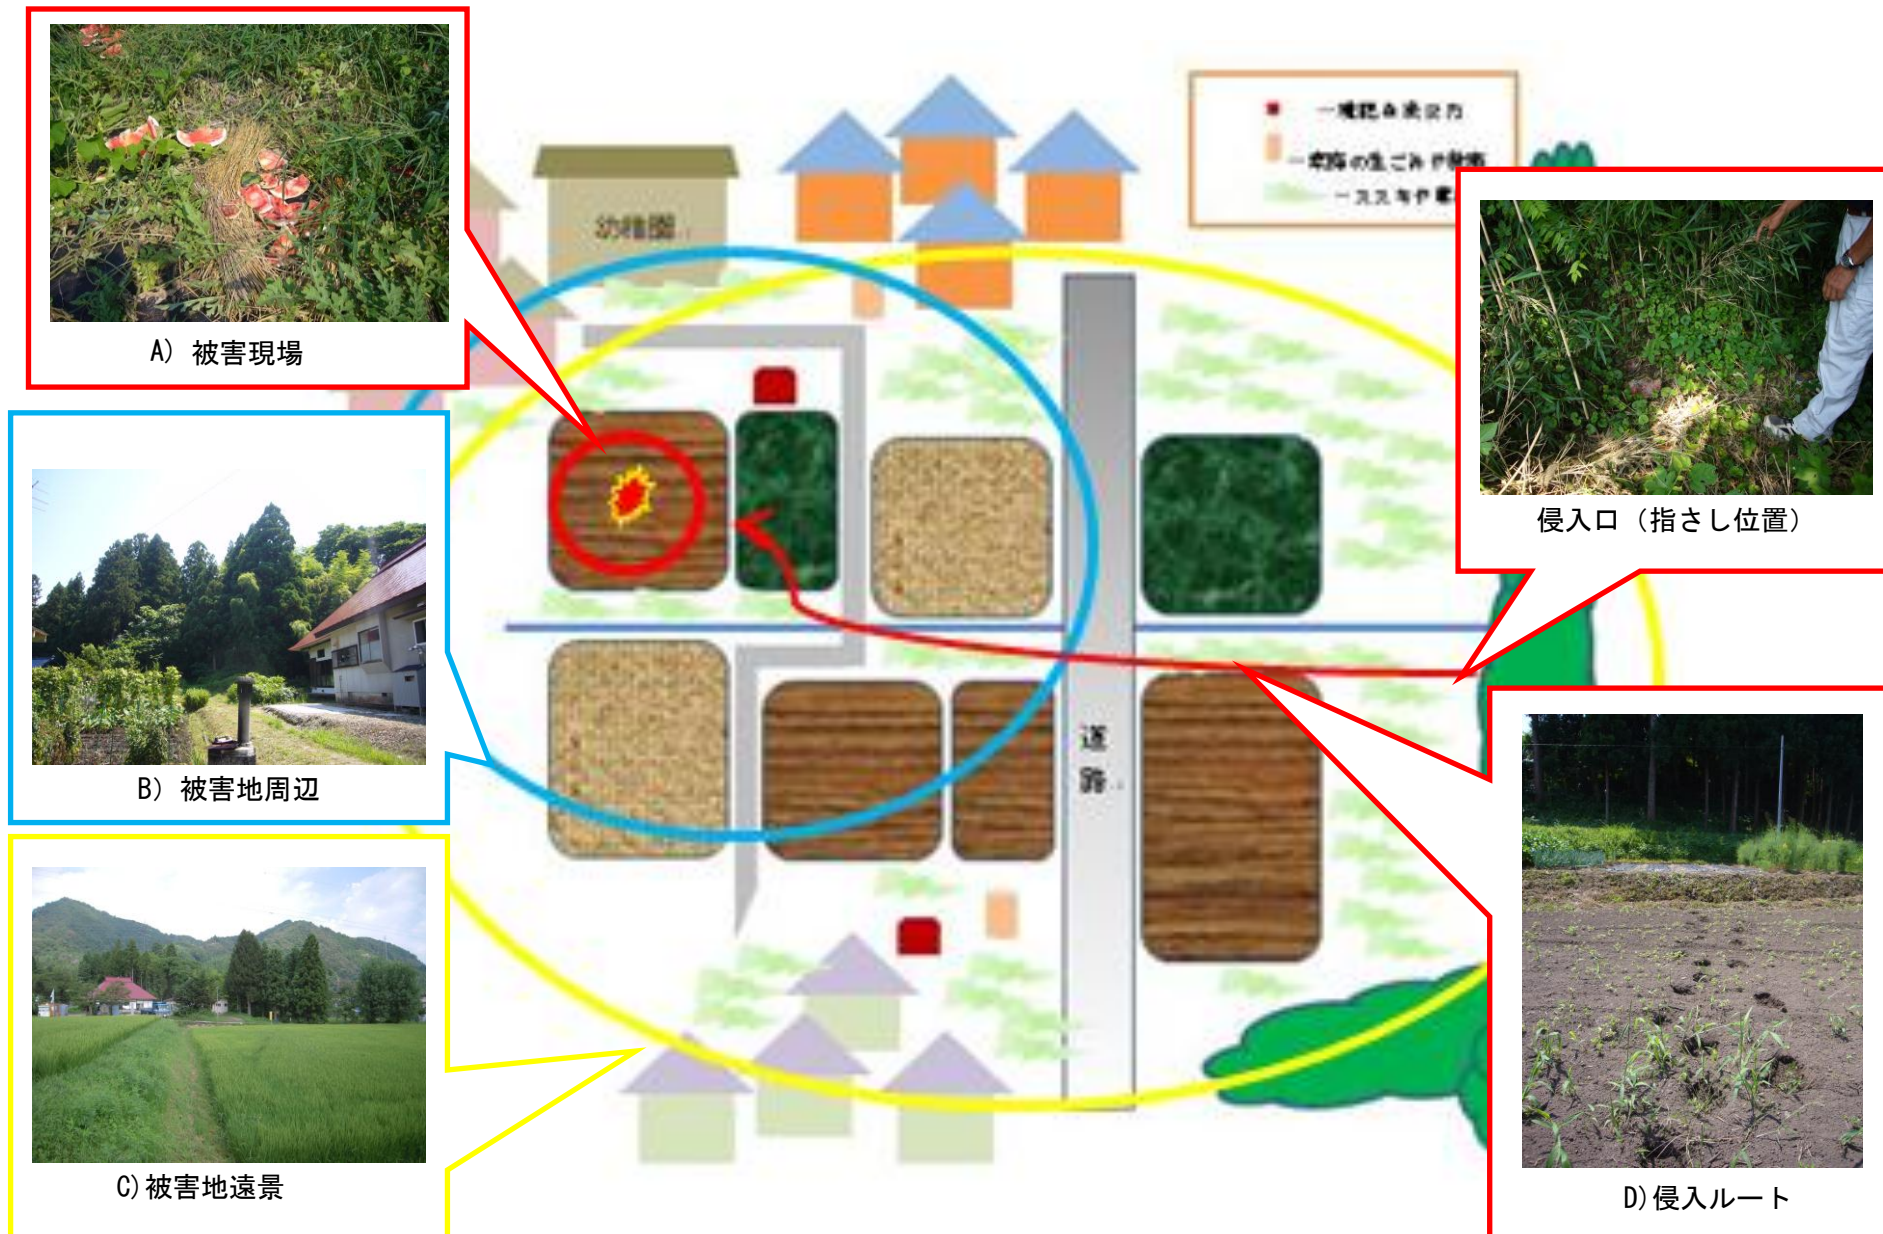 A) 被害現場
幼稚園
侵入口（指さし位置）
B) 被害地周辺
道路
C)被害地遠景
D)侵入ルート